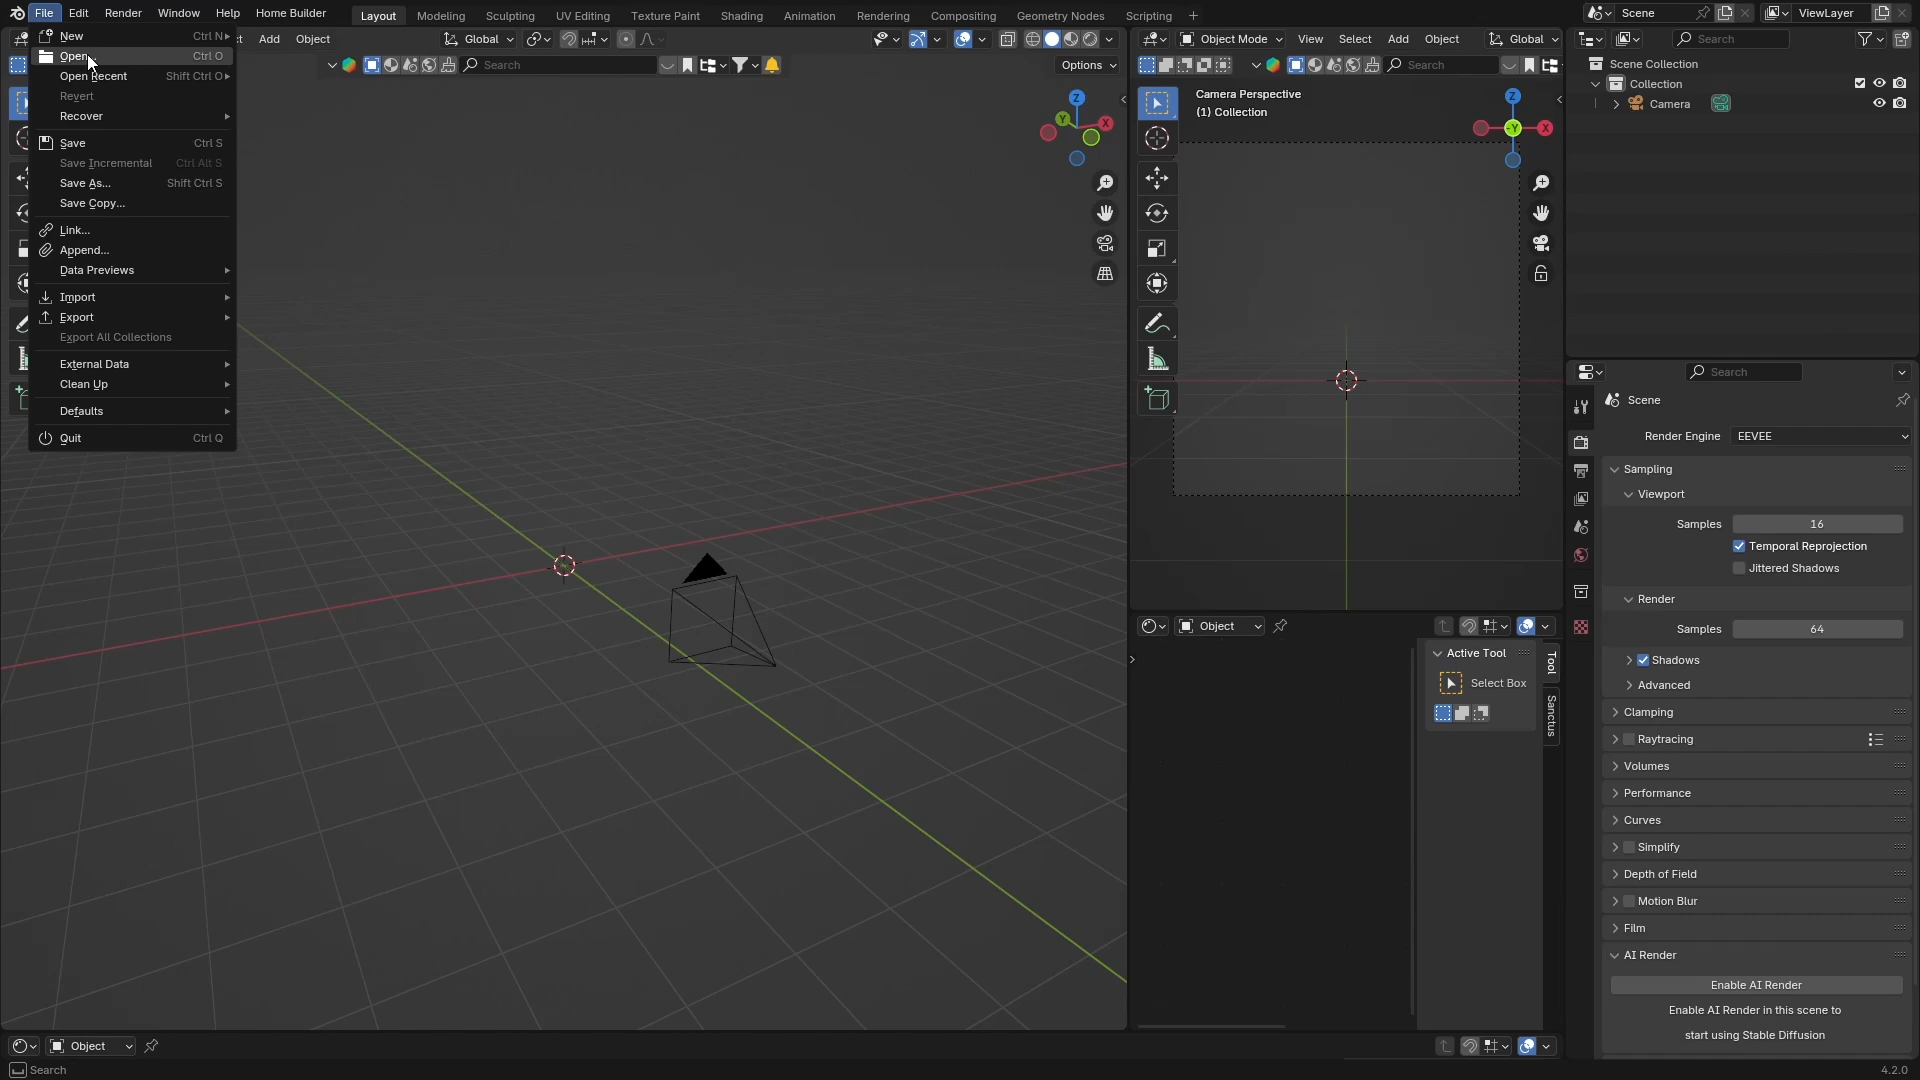 File Edit Render Window Help Home Builder
Layout Modeling Sculpting UV Editing Texture Paint Shading Animation Rendering Compositing Geometry Nodes Scripting +
Scene
ViewLayer
New Ctrl N
Open... Ctrl O
Open Recent Shift Ctrl O
Revert
Recover
Save Ctrl S
Save Incremental Ctrl Alt S
Save As... Shift Ctrl S
Save Copy...
Link...
Append...
Data Previews
Import
Export
Export All Collections
External Data
Clean Up
Defaults
Quit Ctrl Q
Add Object
Global
Search
Options
Z
Y
X
Object Mode View Select Add Object Global
Search
Camera Perspective
(1) Collection
Z
-Y
X
Object
Active Tool
Select Box
Tool
Sanctus
Search
Scene Collection
Collection
Camera
Search
Scene
Render Engine EEVEE
Sampling
Viewport
Samples 16
Temporal Reprojection
Jittered Shadows
Render
Samples 64
Shadows
Advanced
Clamping
Raytracing
Volumes
Performance
Curves
Simplify
Depth of Field
Motion Blur
Film
AI Render
Enable AI Render
Enable AI Render in this scene to
start using Stable Diffusion
Object
Search
4.2.0